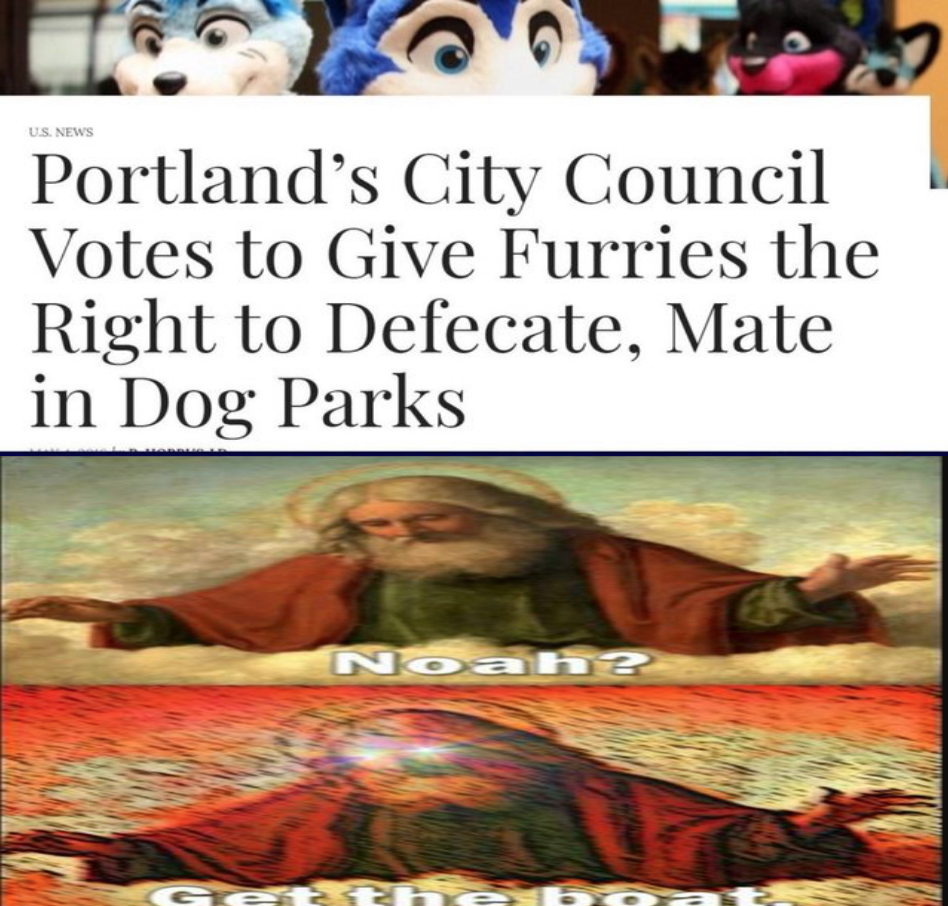 U.S. NEWS
Portland’s City Council
Votes to Give Furries the
Right to Defecate, Mate
in Dog Parks
Noah?
Get the boat.